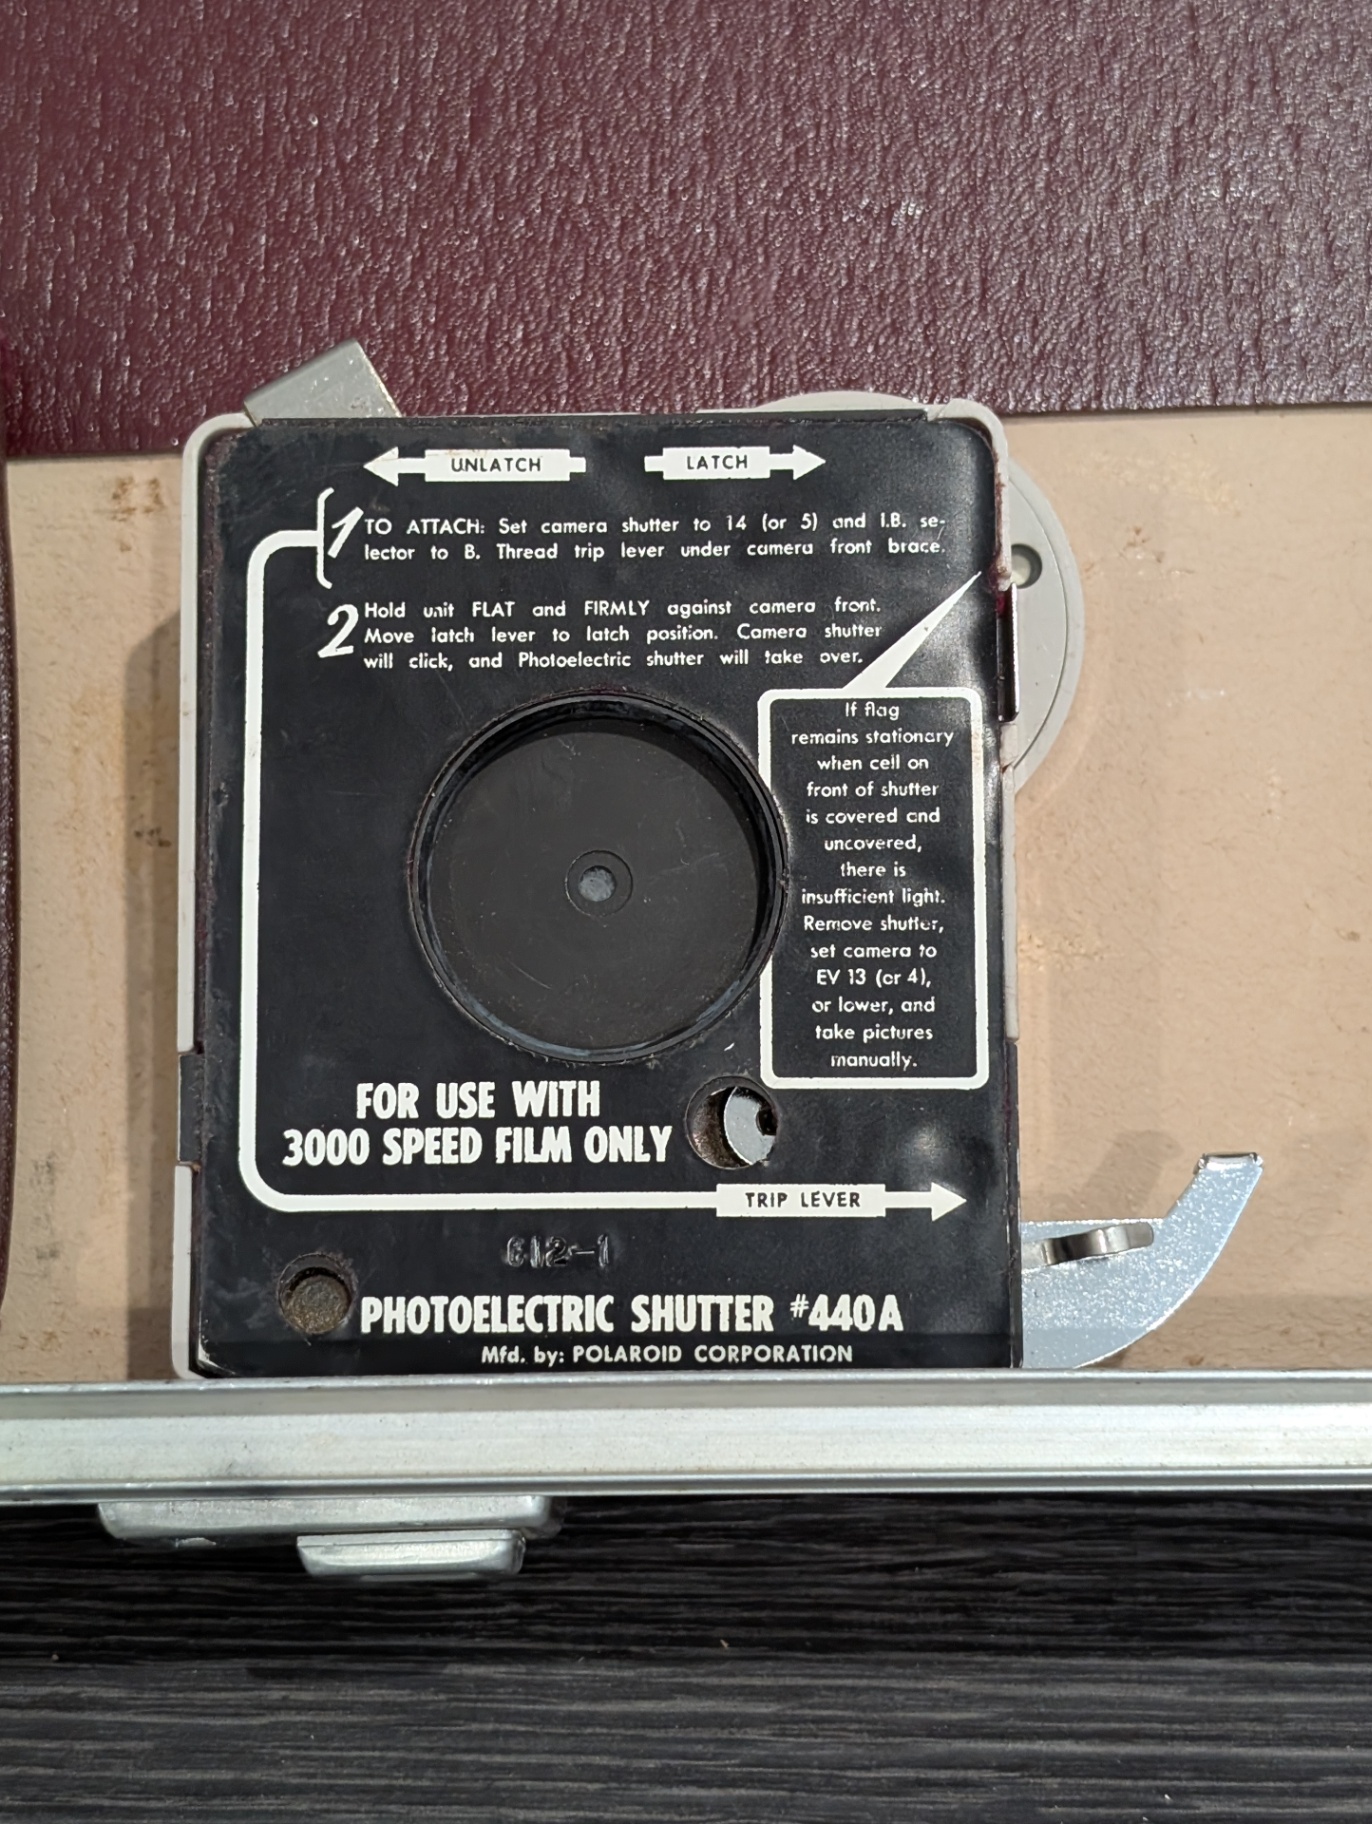 UNLATCH LATCH
1 TO ATTACH: Set camera shutter to 14 (or 5) and I.B. se-
lector to B. Thread trip lever under camera front brace.
2 Hold unit FLAT and FIRMLY against camera front.
Move latch lever to latch position. Camera shutter
will click, and Photoelectric shutter will take over.
If flag
remains stationary
when cell on
front of shutter
is covered and
uncovered,
there is
insufficient light.
Remove shutter,
set camera to
EV 13 (or 4),
or lower, and
take pictures
manually.
FOR USE WITH
3000 SPEED FILM ONLY
TRIP LEVER
612-1
PHOTOELECTRIC SHUTTER #440A
Mfd. by: POLAROID CORPORATION